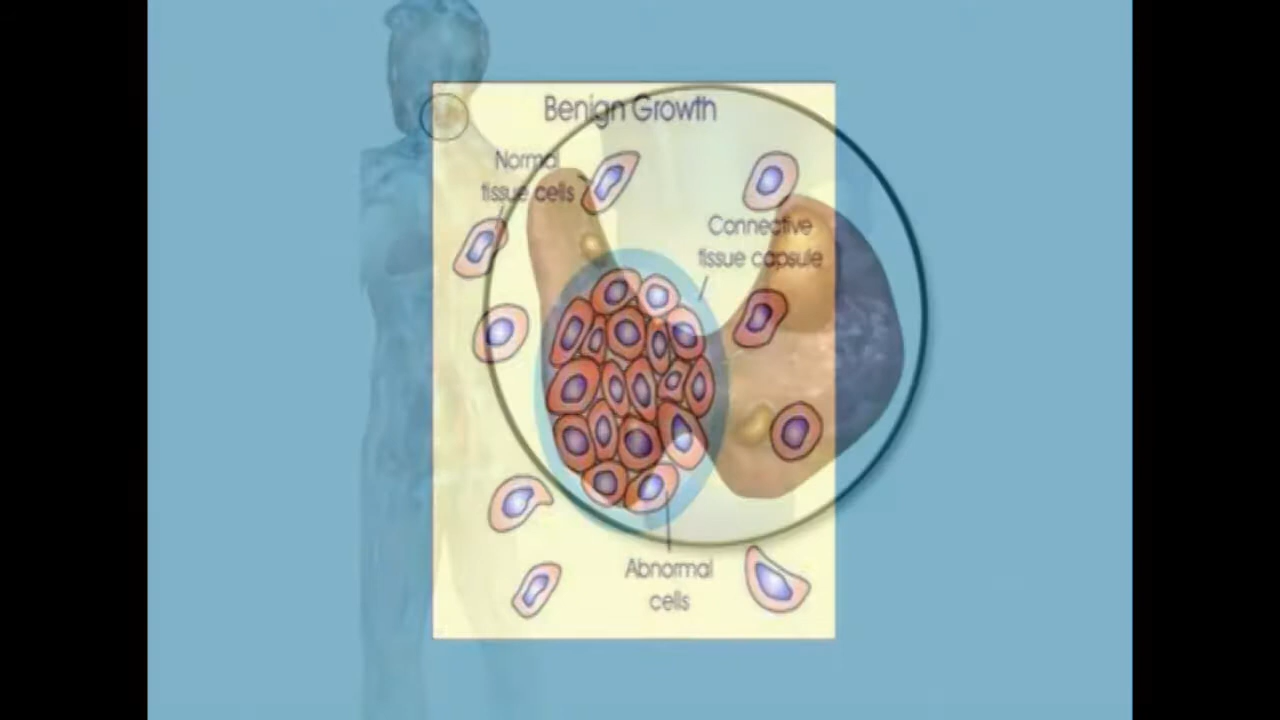 Benign Growth
Normal
tissue cells
Connective
tissue capsule
Abnormal
cells